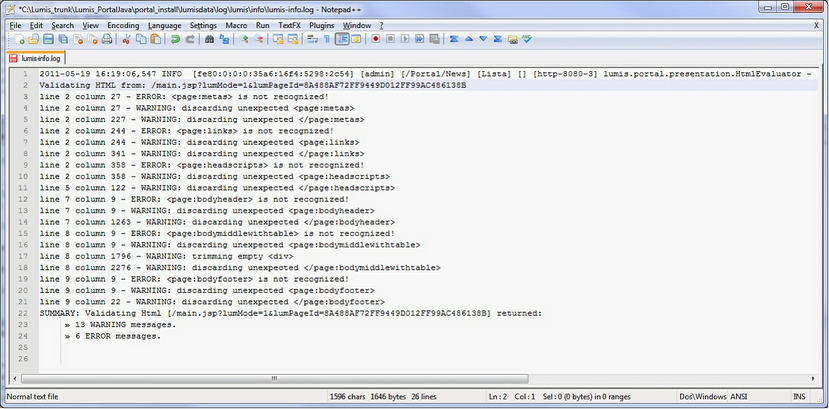 *C:\Lumis_trunk\Lumis_PortalJava\portal_install\lumisdata\log\lumis\info\lumis-info.log - Notepad++
File Edit Search View Encoding Language Settings Macro Run TextFX Plugins Window ? X
lumis-info.log
1 2011-05-19 16:19:06,547 INFO [fe80:0:0:0:35a6:16f4:5298:2c54] [admin] [/Portal/News] [Lista] [] [http-8080-3] lumis.portal.presentation.HtmlEvaluator -
2 Validating HTML from: /main.jsp?lumMode=1&lumPageId=8A488AF72FF9449D012FF99AC486138B
3 line 2 column 27 - ERROR: <page:metas> is not recognized!
4 line 2 column 27 - WARNING: discarding unexpected <page:metas>
5 line 2 column 227 - WARNING: discarding unexpected </page:metas>
6 line 2 column 244 - ERROR: <page:links> is not recognized!
7 line 2 column 244 - WARNING: discarding unexpected <page:links>
8 line 2 column 341 - WARNING: discarding unexpected </page:links>
9 line 2 column 358 - ERROR: <page:headscripts> is not recognized!
10 line 2 column 358 - WARNING: discarding unexpected <page:headscripts>
11 line 5 column 122 - WARNING: discarding unexpected </page:headscripts>
12 line 7 column 9 - ERROR: <page:bodyheader> is not recognized!
13 line 7 column 9 - WARNING: discarding unexpected <page:bodyheader>
14 line 7 column 1263 - WARNING: discarding unexpected </page:bodyheader>
15 line 8 column 9 - ERROR: <page:bodymiddlewithtable> is not recognized!
16 line 8 column 9 - WARNING: discarding unexpected <page:bodymiddlewithtable>
17 line 8 column 1796 - WARNING: trimming empty <div>
18 line 8 column 2276 - WARNING: discarding unexpected </page:bodymiddlewithtable>
19 line 9 column 9 - ERROR: <page:bodyfooter> is not recognized!
20 line 9 column 9 - WARNING: discarding unexpected <page:bodyfooter>
21 line 9 column 22 - WARNING: discarding unexpected </page:bodyfooter>
22 SUMMARY: Validating Html [/main.jsp?lumMode=1&lumPageId=8A488AF72FF9449D012FF99AC486138B] returned:
23 » 13 WARNING messages.
24 » 6 ERROR messages.
25
26
Normal text file 1596 chars 1646 bytes 26 lines Ln : 2 Col : 1 Sel : 0 (0 bytes) in 0 ranges Dos\Windows ANSI INS